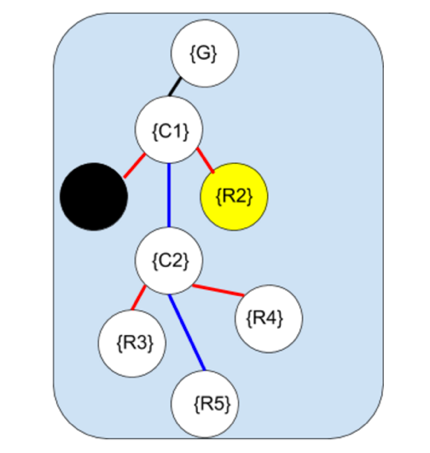 {G}
{C1}
{R2}
{C2}
{R4}
{R3}
{R5}